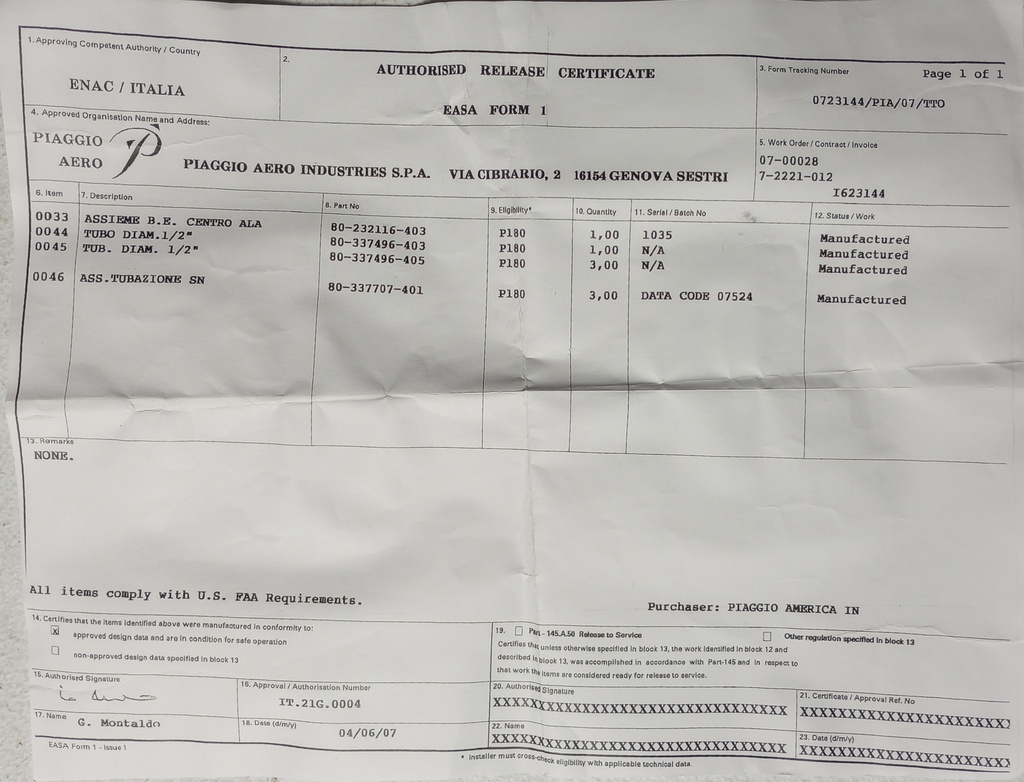 1. Approving Competent Authority / Country
ENAC / ITALIA
2.
AUTHORISED RELEASE CERTIFICATE
EASA FORM 1
3. Form Tracking Number
Page 1 of 1
0723144/PIA/07/TTO
4. Approved Organisation Name and Address:
PIAGGIO AERO
PIAGGIO AERO INDUSTRIES S.P.A. VIA CIBRARIO, 2 16154 GENOVA SESTRI
5. Work Order / Contract / Invoice
07-00028
7-2221-012
I623144
6. Item 7. Description 8. Part No 9. Eligibility* 10. Quantity 11. Serial / Batch No 12. Status / Work
0033 ASSIEME B.E. CENTRO ALA 80-232116-403 P180 1,00 1035 Manufactured
0044 TUBO DIAM.1/2" 80-337496-403 P180 1,00 N/A Manufactured
0045 TUB. DIAM. 1/2" 80-337496-405 P180 3,00 N/A Manufactured
0046 ASS.TUBAZIONE SN 80-337707-401 P180 3,00 DATA CODE 07524 Manufactured
13. Remarks
NONE.
All items comply with U.S. FAA Requirements.
Purchaser: PIAGGIO AMERICA IN
14. Certifies that the items identified above were manufactured in conformity to:
X approved design data and are in condition for safe operation
non-approved design data specified in block 13
19. Part - 145.A.50 Release to Service Other regulation specified in block 13
Certifies that unless otherwise specified in block 13, the work identified in block 12 and
described in block 13, was accomplished in accordance with Part-145 and in respect to
that work the items are considered ready for release to service.
15. Authorised Signature
16. Approval / Authorisation Number
IT.21G.0004
20. Authorised Signature
XXXXXXXXXXXXXXXXXXXXXXXXXXXXXXXX
21. Certificate / Approval Ref. No
XXXXXXXXXXXXXXXXXXXXXXX
17. Name
G. Montaldo
18. Date (d/m/y)
04/06/07
22. Name
XXXXXXXXXXXXXXXXXXXXXXXXXXXXXXXX
23. Date (d/m/y)
XXXXXXXXXXXXXXXXXXXXXXX
EASA Form 1 - Issue 1
* Installer must cross-check eligibility with applicable technical data.